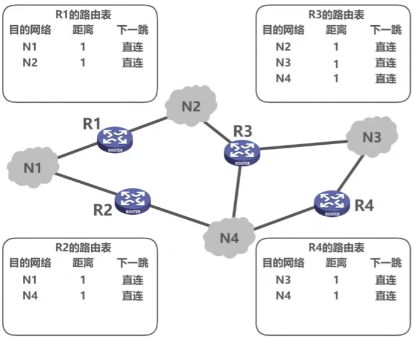 R1的路由表
目的网络 距离 下一跳
N1 1 直连
N2 1 直连
R3的路由表
目的网络 距离 下一跳
N2 1 直连
N3 1 直连
N4 1 直连
N2
R1
R3
N3
N1
R2
R4
N4
R2的路由表
目的网络 距离 下一跳
N1 1 直连
N4 1 直连
R4的路由表
目的网络 距离 下一跳
N3 1 直连
N4 1 直连